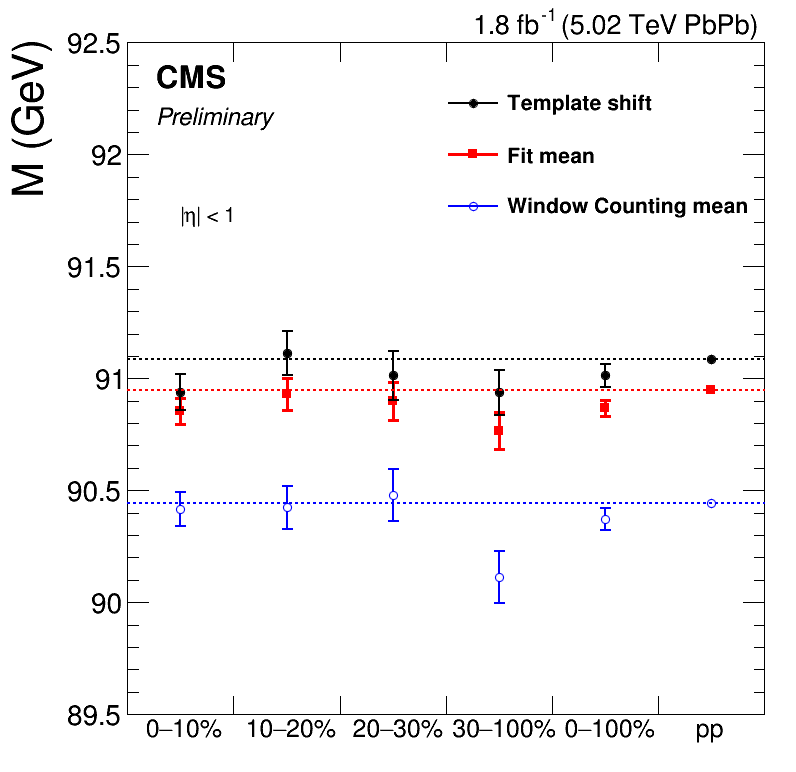 1.8 fb-1 (5.02 TeV PbPb)
M (GeV)
92.5
92
91.5
91
90.5
90
89.5
CMS
Preliminary
|η| < 1
Template shift
Fit mean
Window Counting mean
0–10% 10–20% 20–30% 30–100% 0–100% pp